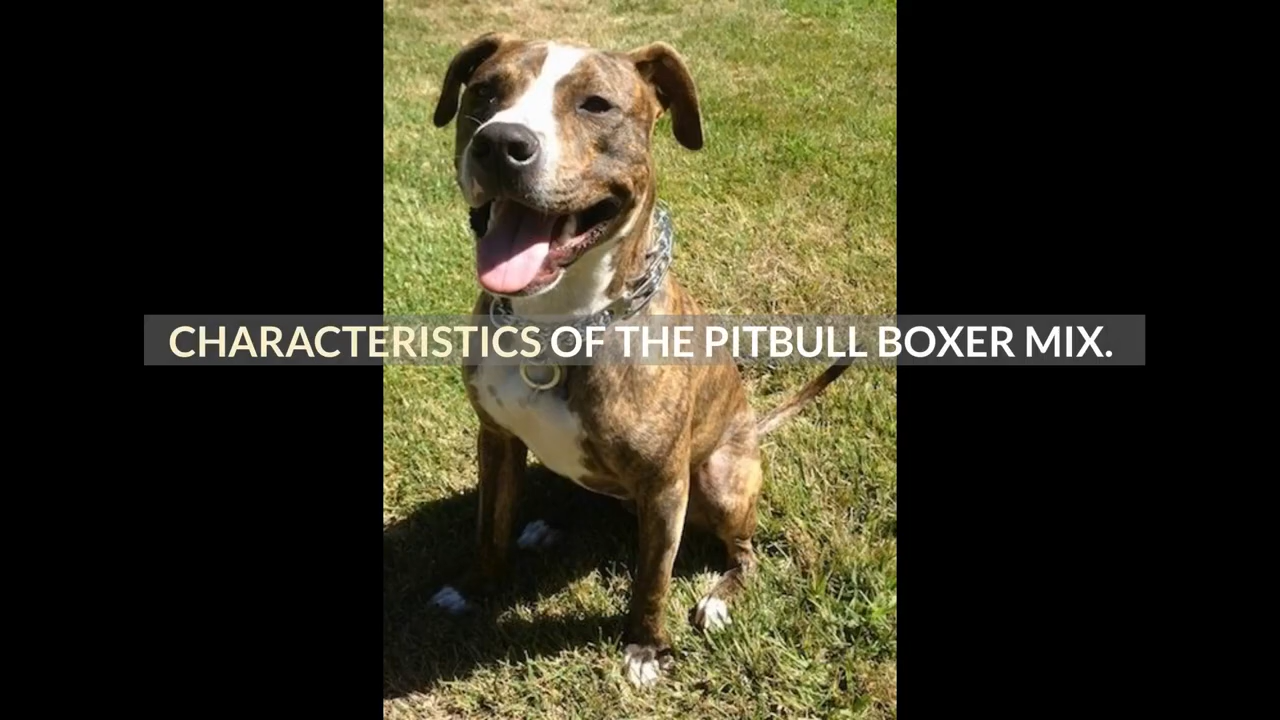 CHARACTERISTICS OF THE PITBULL BOXER MIX.